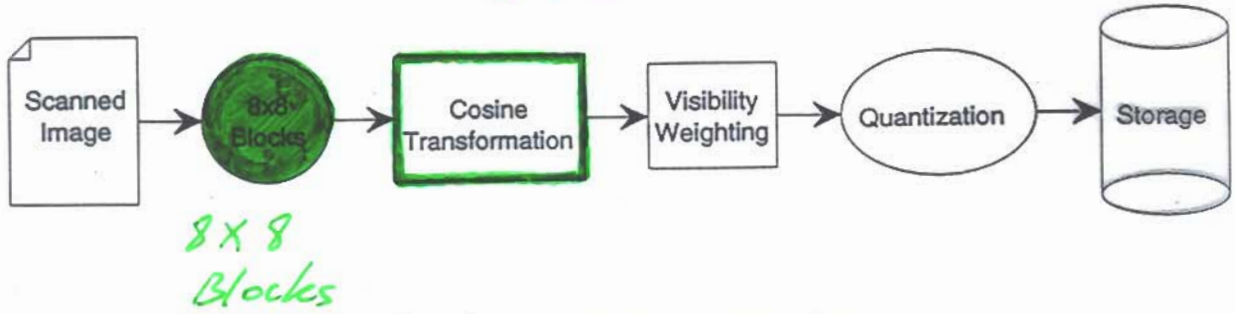 Scanned
Image
8x8
Blocks
Cosine
Transformation
Visibility
Weighting
Quantization
Storage
8 X 8
Blocks